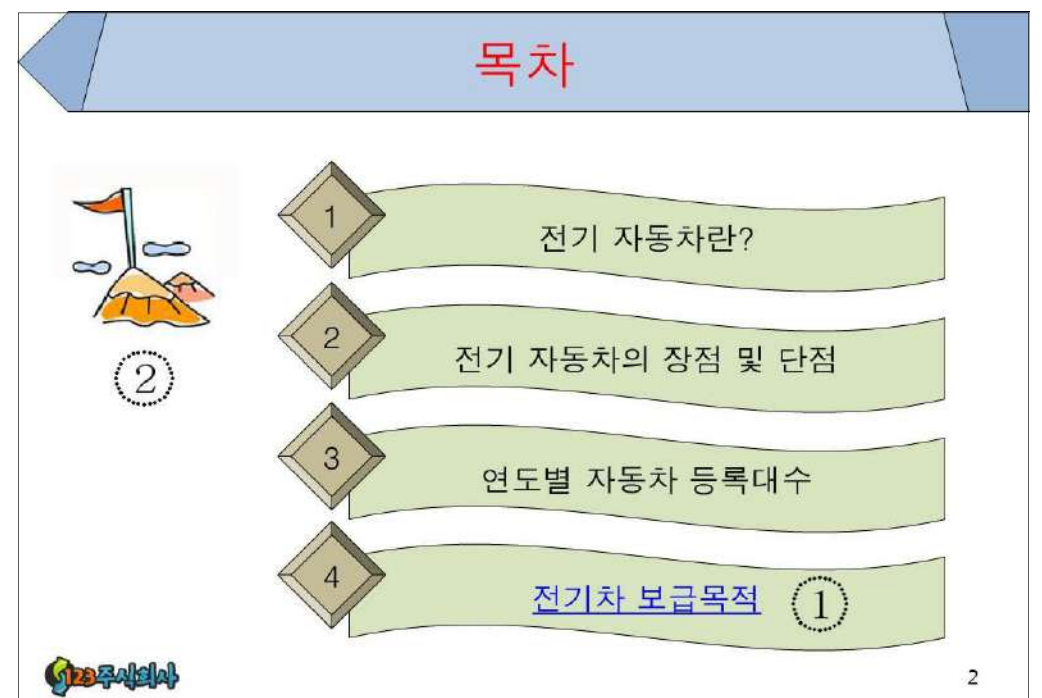 목차
1
전기 자동차란?
2
전기 자동차의 장점 및 단점
②
3
연도별 자동차 등록대수
4
전기차 보급목적 ①
123주식회사
2